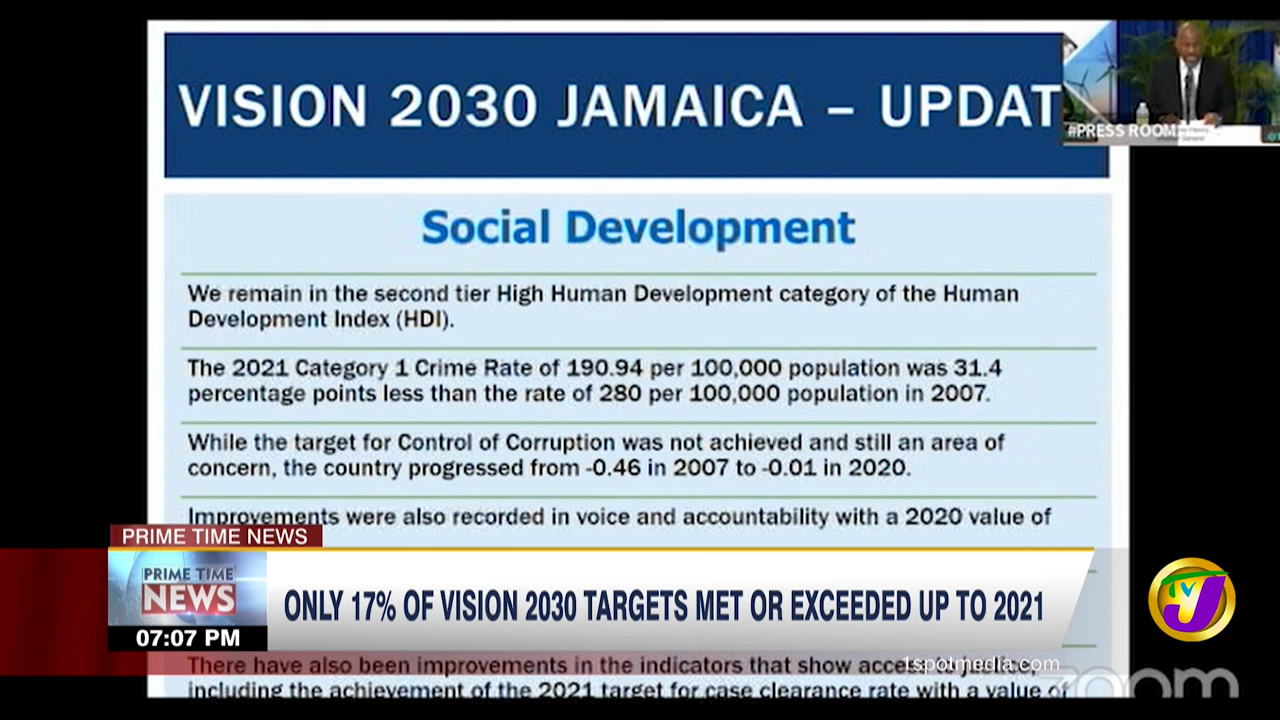 VISION 2030 JAMAICA – UPDAT
#PRESS ROOM
Social Development
We remain in the second tier High Human Development category of the Human
Development Index (HDI).
The 2021 Category 1 Crime Rate of 190.94 per 100,000 population was 31.4
percentage points less than the rate of 280 per 100,000 population in 2007.
While the target for Control of Corruption was not achieved and still an area of
concern, the country progressed from -0.46 in 2007 to -0.01 in 2020.
Improvements were also recorded in voice and accountability with a 2020 value of
PRIME TIME NEWS
PRIME TIME
NEWS
ONLY 17% OF VISION 2030 TARGETS MET OR EXCEEDED UP TO 2021
07:07 PM
TVJ
There have also been improvements in the indicators that show access to justice,
1spotmedia.com
including the achievement of the 2021 target for case clearance rate with a value of
zoom